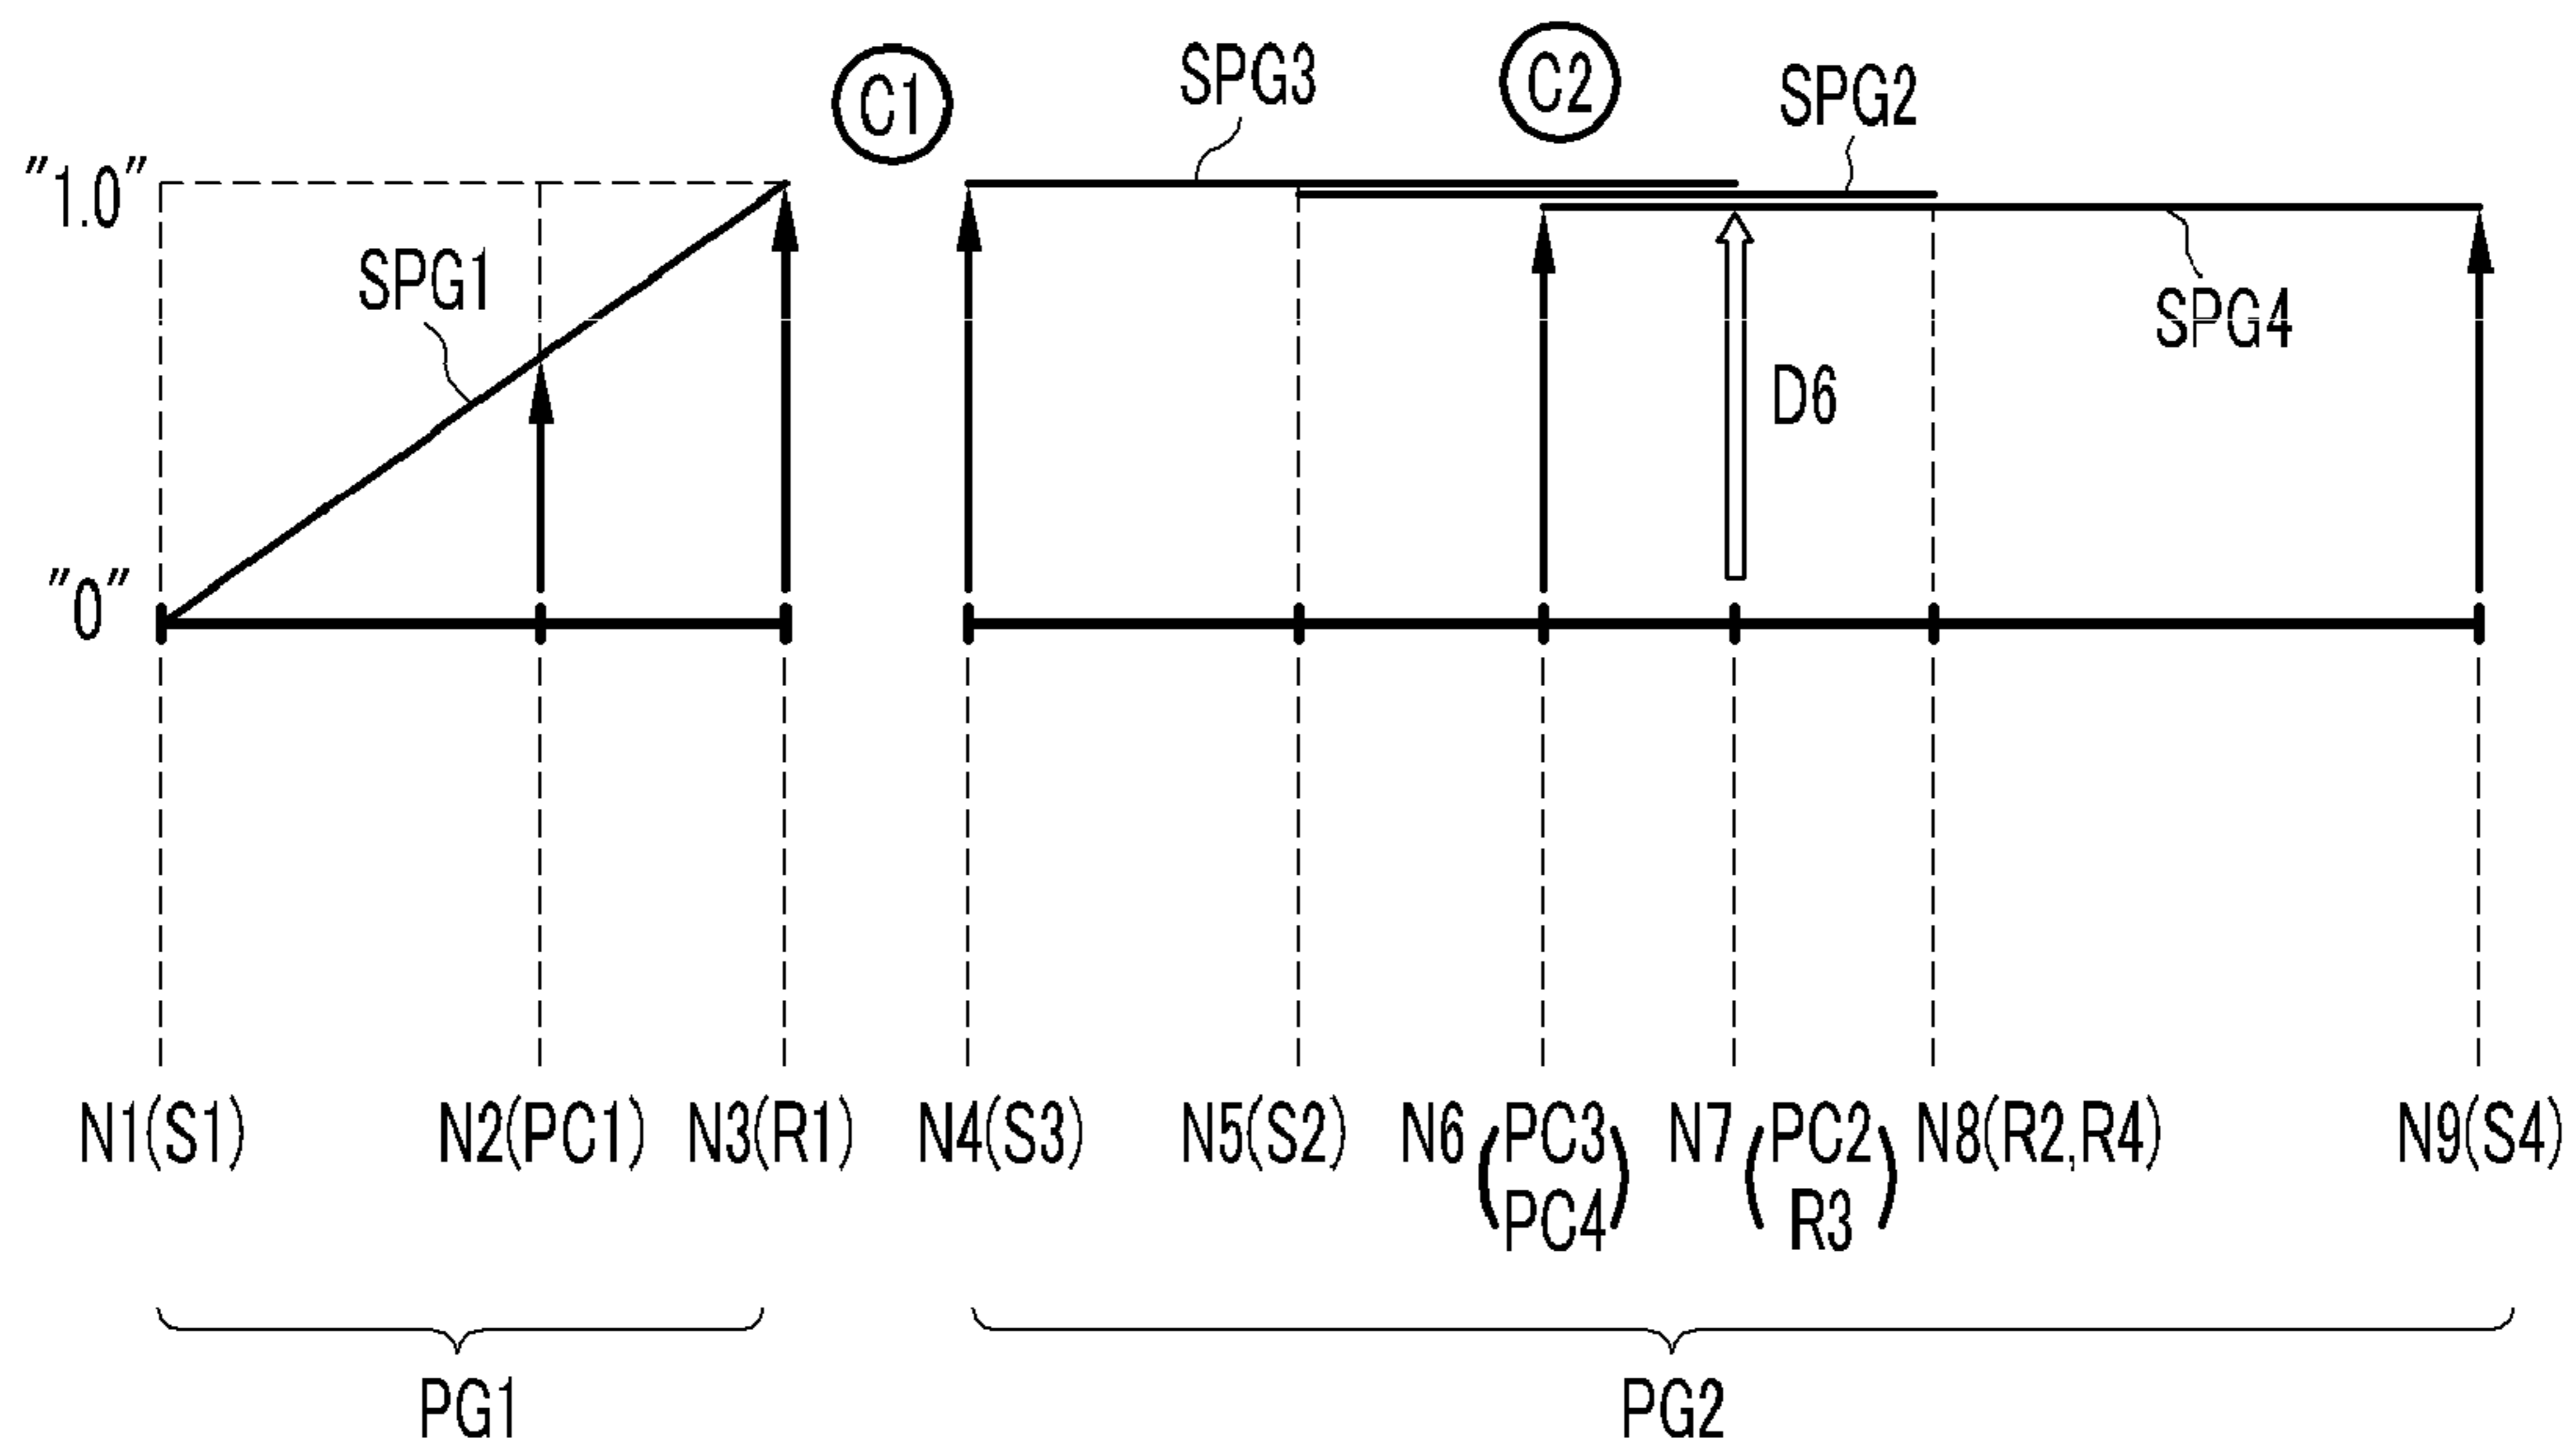 C1
SPG3
C2
SPG2
"1.0"
SPG1
SPG4
D6
"0"
N1(S1)
N2(PC1)
N3(R1)
N4(S3)
N5(S2)
N6(PC3
PC4)
N7(PC2
R3)
N8(R2,R4)
N9(S4)
PG1
PG2